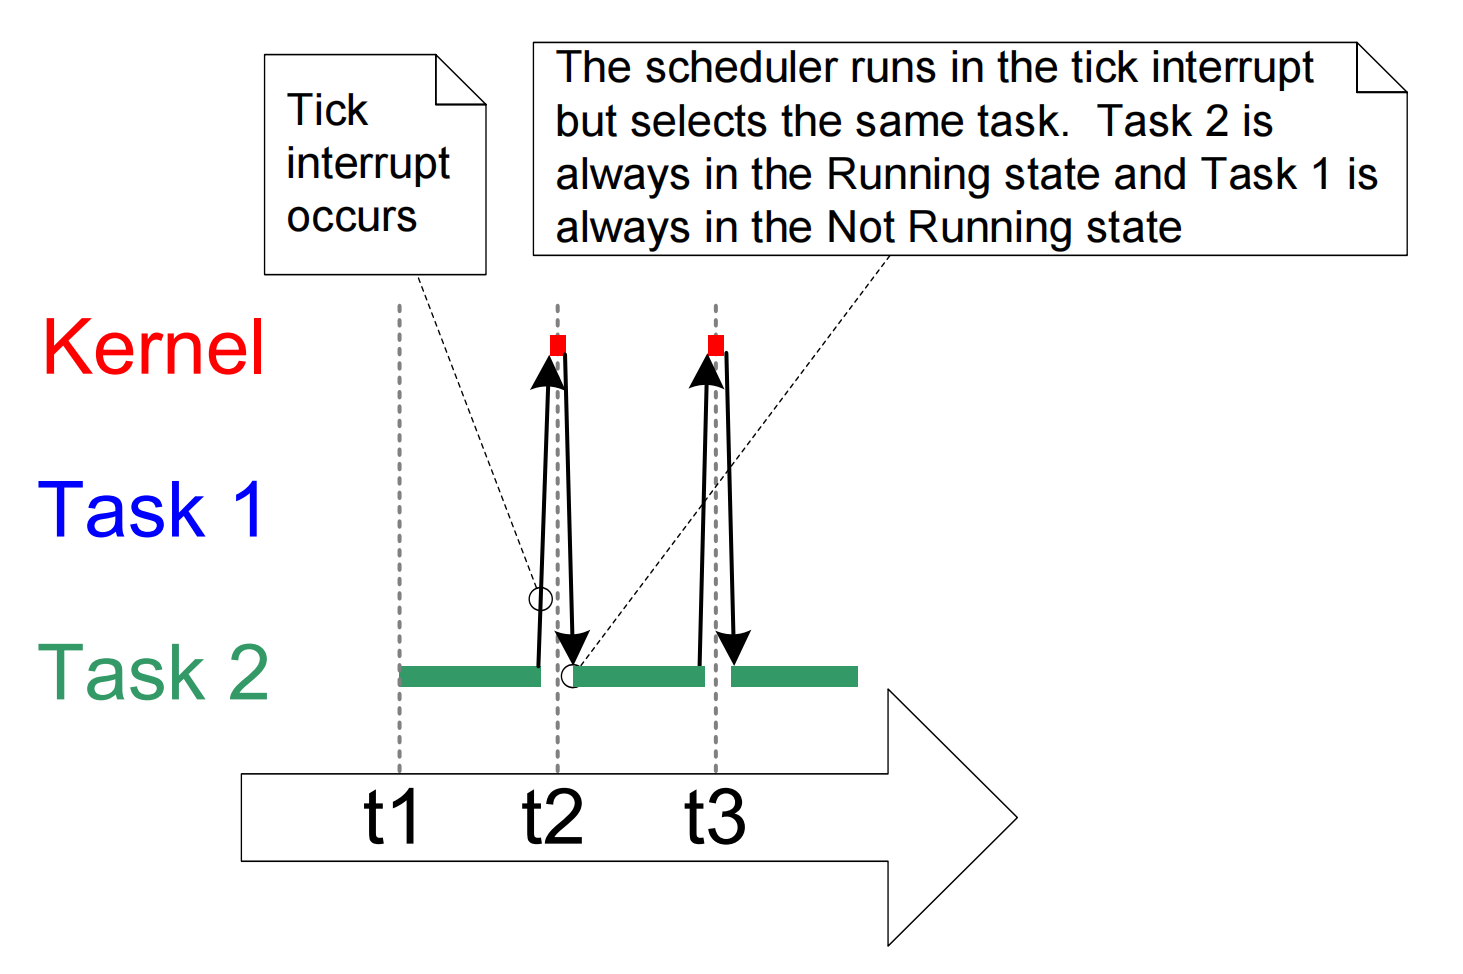 Tick
interrupt
occurs
The scheduler runs in the tick interrupt
but selects the same task.  Task 2 is
always in the Running state and Task 1 is
always in the Not Running state
Kernel
Task 1
Task 2
t1 t2 t3